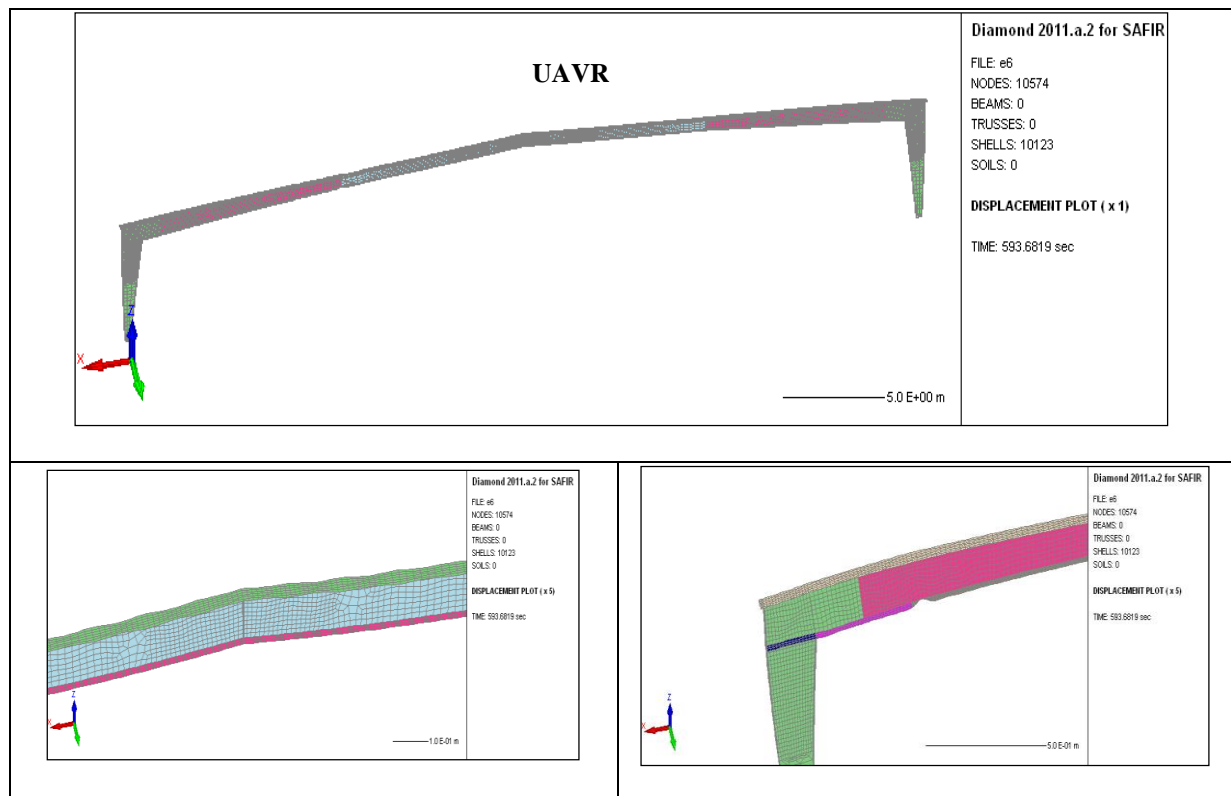 UAVR
Diamond 2011.a.2 for SAFIR
FILE: e6
NODES: 10574
BEAMS: 0
TRUSSES: 0
SHELLS: 10123
SOILS: 0
DISPLACEMENT PLOT ( x 1)
TIME: 593.6819 sec
Z
X
5.0 E+00 m
Diamond 2011.a.2 for SAFIR
FILE: e6
NODES: 10574
BEAMS: 0
TRUSSES: 0
SHELLS: 10123
SOILS: 0
DISPLACEMENT PLOT ( x 5)
TIME: 593.6819 sec
Z
X
1.0 E-01 m
Diamond 2011.a.2 for SAFIR
FILE: e6
NODES: 10574
BEAMS: 0
TRUSSES: 0
SHELLS: 10123
SOILS: 0
DISPLACEMENT PLOT ( x 5)
TIME: 593.6819 sec
Z
X
5.0 E-01 m